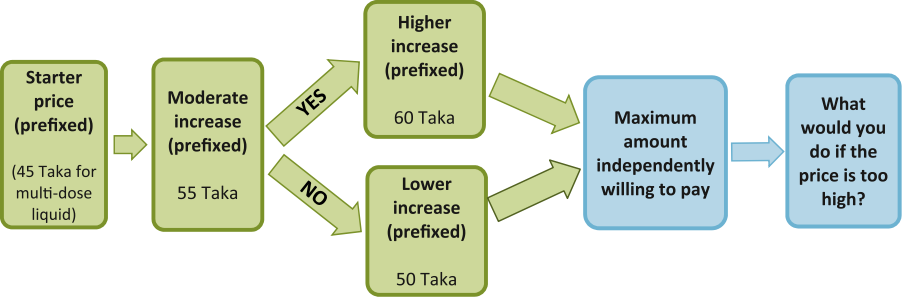 Starter
price
(prefixed)
(45 Taka for
multi-dose
liquid)
Moderate
increase
(prefixed)
55 Taka
YES
NO
Higher
increase
(prefixed)
60 Taka
Lower
increase
(prefixed)
50 Taka
Maximum
amount
independently
willing to pay
What
would you
do if the
price is too
high?